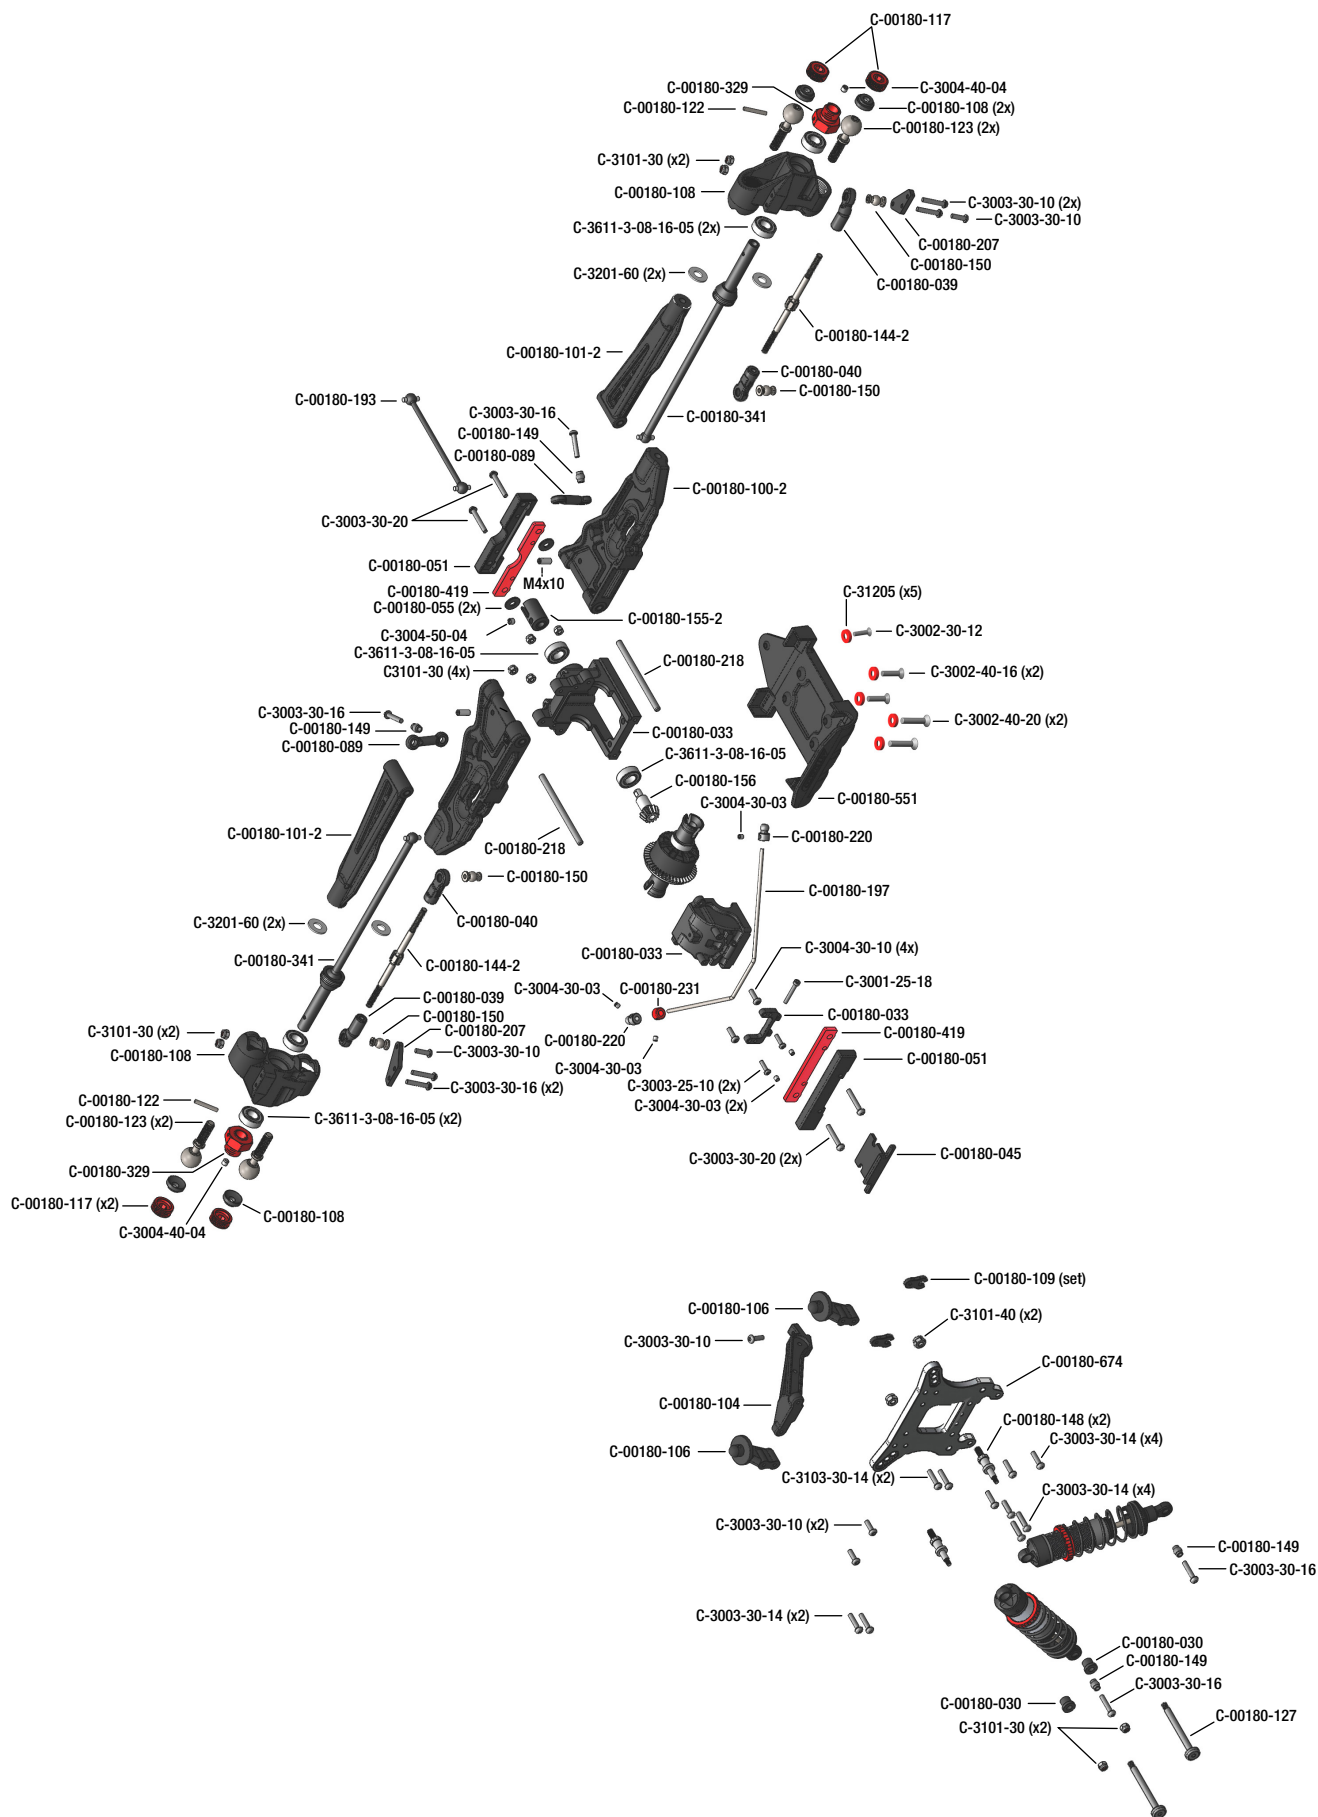 C-00180-117
C-00180-329
C-3004-40-04
C-00180-122
C-00180-108 (2x)
C-00180-123 (2x)
C-3101-30 (x2)
C-00180-108
C-3003-30-10 (2x)
C-3003-30-10
C-3611-3-08-16-05 (2x)
C-00180-207
C-00180-150
C-3201-60 (2x)
C-00180-039
C-00180-144-2
C-00180-101-2
C-00180-040
C-00180-150
C-00180-193
C-3003-30-16
C-00180-341
C-00180-149
C-00180-089
C-00180-100-2
C-3003-30-20
C-00180-051
M4x10
C-00180-419
C-31205 (x5)
C-00180-055 (2x)
C-00180-155-2
C-3002-30-12
C-3004-50-04
C-3611-3-08-16-05
C-00180-218
C3101-30 (4x)
C-3002-40-16 (x2)
C-3003-30-16
C-3002-40-20 (x2)
C-00180-149
C-00180-033
C-00180-089
C-3611-3-08-16-05
C-00180-156
C-3004-30-03
C-00180-551
C-00180-101-2
C-00180-220
C-00180-218
C-00180-150
C-00180-197
C-3201-60 (2x)
C-00180-040
C-3004-30-10 (4x)
C-00180-033
C-00180-341
C-00180-144-2
C-3001-25-18
C-3004-30-03
C-00180-231
C-00180-039
C-00180-150
C-00180-033
C-3101-30 (x2)
C-00180-207
C-00180-419
C-00180-220
C-00180-108
C-3003-30-10
C-00180-051
C-3004-30-03
C-3003-30-16 (x2)
C-3003-25-10 (2x)
C-3004-30-03 (2x)
C-00180-122
C-3611-3-08-16-05 (x2)
C-00180-123 (x2)
C-3003-30-20 (2x)
C-00180-045
C-00180-329
C-00180-117 (x2)
C-00180-108
C-3004-40-04
C-00180-109 (set)
C-00180-106
C-3101-40 (x2)
C-3003-30-10
C-00180-674
C-00180-104
C-00180-148 (x2)
C-3003-30-14 (x4)
C-00180-106
C-3103-30-14 (x2)
C-3003-30-14 (x4)
C-3003-30-10 (x2)
C-00180-149
C-3003-30-16
C-3003-30-14 (x2)
C-00180-030
C-00180-149
C-3003-30-16
C-00180-030
C-00180-127
C-3101-30 (x2)